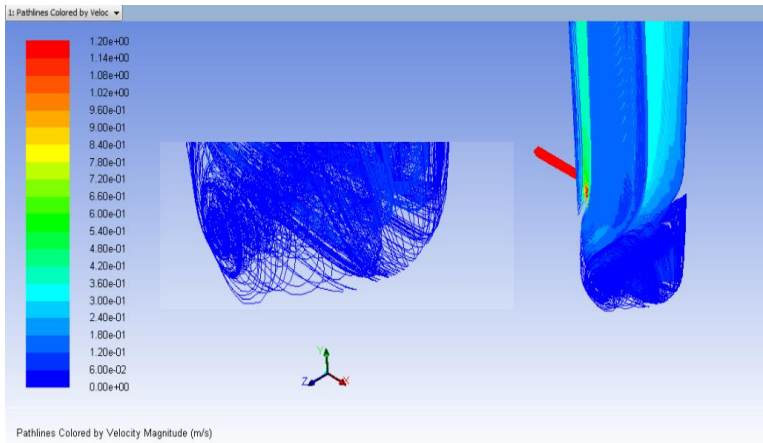 1: Pathlines Colored by Veloc
1.20e+00
1.14e+00
1.08e+00
1.02e+00
9.60e-01
9.00e-01
8.40e-01
7.80e-01
7.20e-01
6.60e-01
6.00e-01
5.40e-01
4.80e-01
4.20e-01
3.60e-01
3.00e-01
2.40e-01
1.80e-01
1.20e-01
6.00e-02
0.00e+00
Y
Z
X
Pathlines Colored by Velocity Magnitude (m/s)